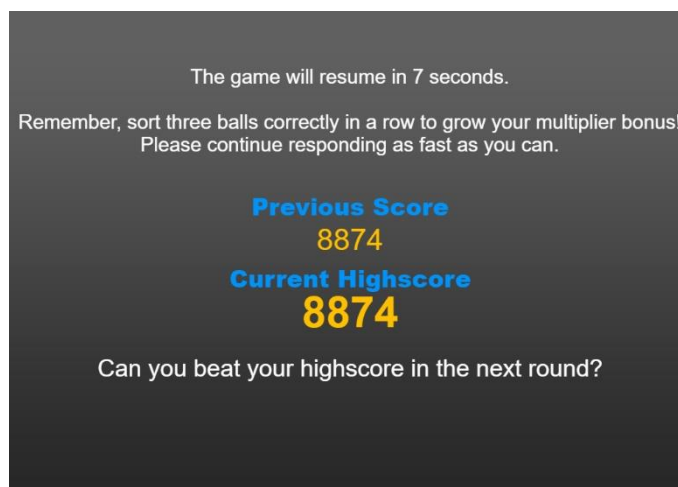 The game will resume in 7 seconds.
Remember, sort three balls correctly in a row to grow your multiplier bonus!
Please continue responding as fast as you can.
Previous Score
8874
Current Highscore
8874
Can you beat your highscore in the next round?